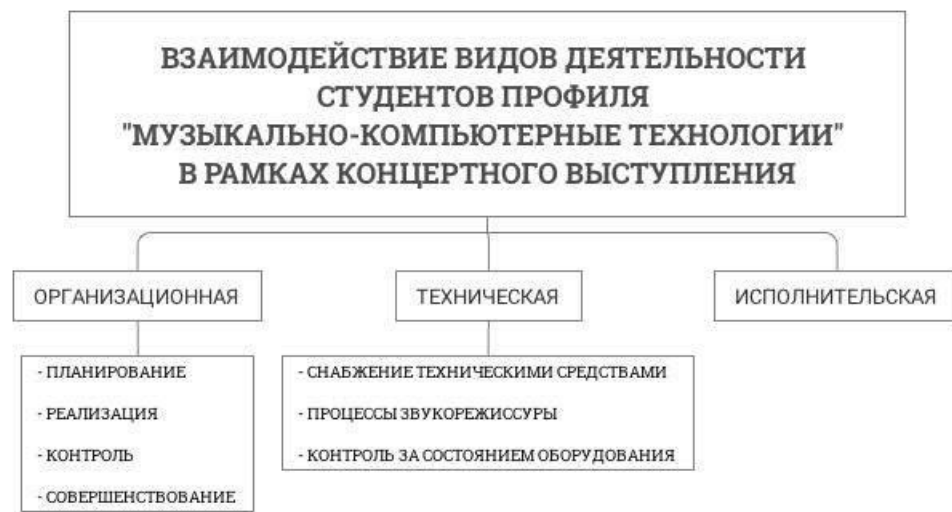 ВЗАИМОДЕЙСТВИЕ ВИДОВ ДЕЯТЕЛЬНОСТИ
СТУДЕНТОВ ПРОФИЛЯ
"МУЗЫКАЛЬНО-КОМПЬЮТЕРНЫЕ ТЕХНОЛОГИИ"
В РАМКАХ КОНЦЕРТНОГО ВЫСТУПЛЕНИЯ
ОРГАНИЗАЦИОННАЯ
ТЕХНИЧЕСКАЯ
ИСПОЛНИТЕЛЬСКАЯ
- ПЛАНИРОВАНИЕ
- РЕАЛИЗАЦИЯ
- КОНТРОЛЬ
- СОВЕРШЕНСТВОВАНИЕ
- СНАБЖЕНИЕ ТЕХНИЧЕСКИМИ СРЕДСТВАМИ
- ПРОЦЕССЫ ЗВУКОРЕЖИССУРЫ
- КОНТРОЛЬ ЗА СОСТОЯНИЕМ ОБОРУДОВАНИЯ